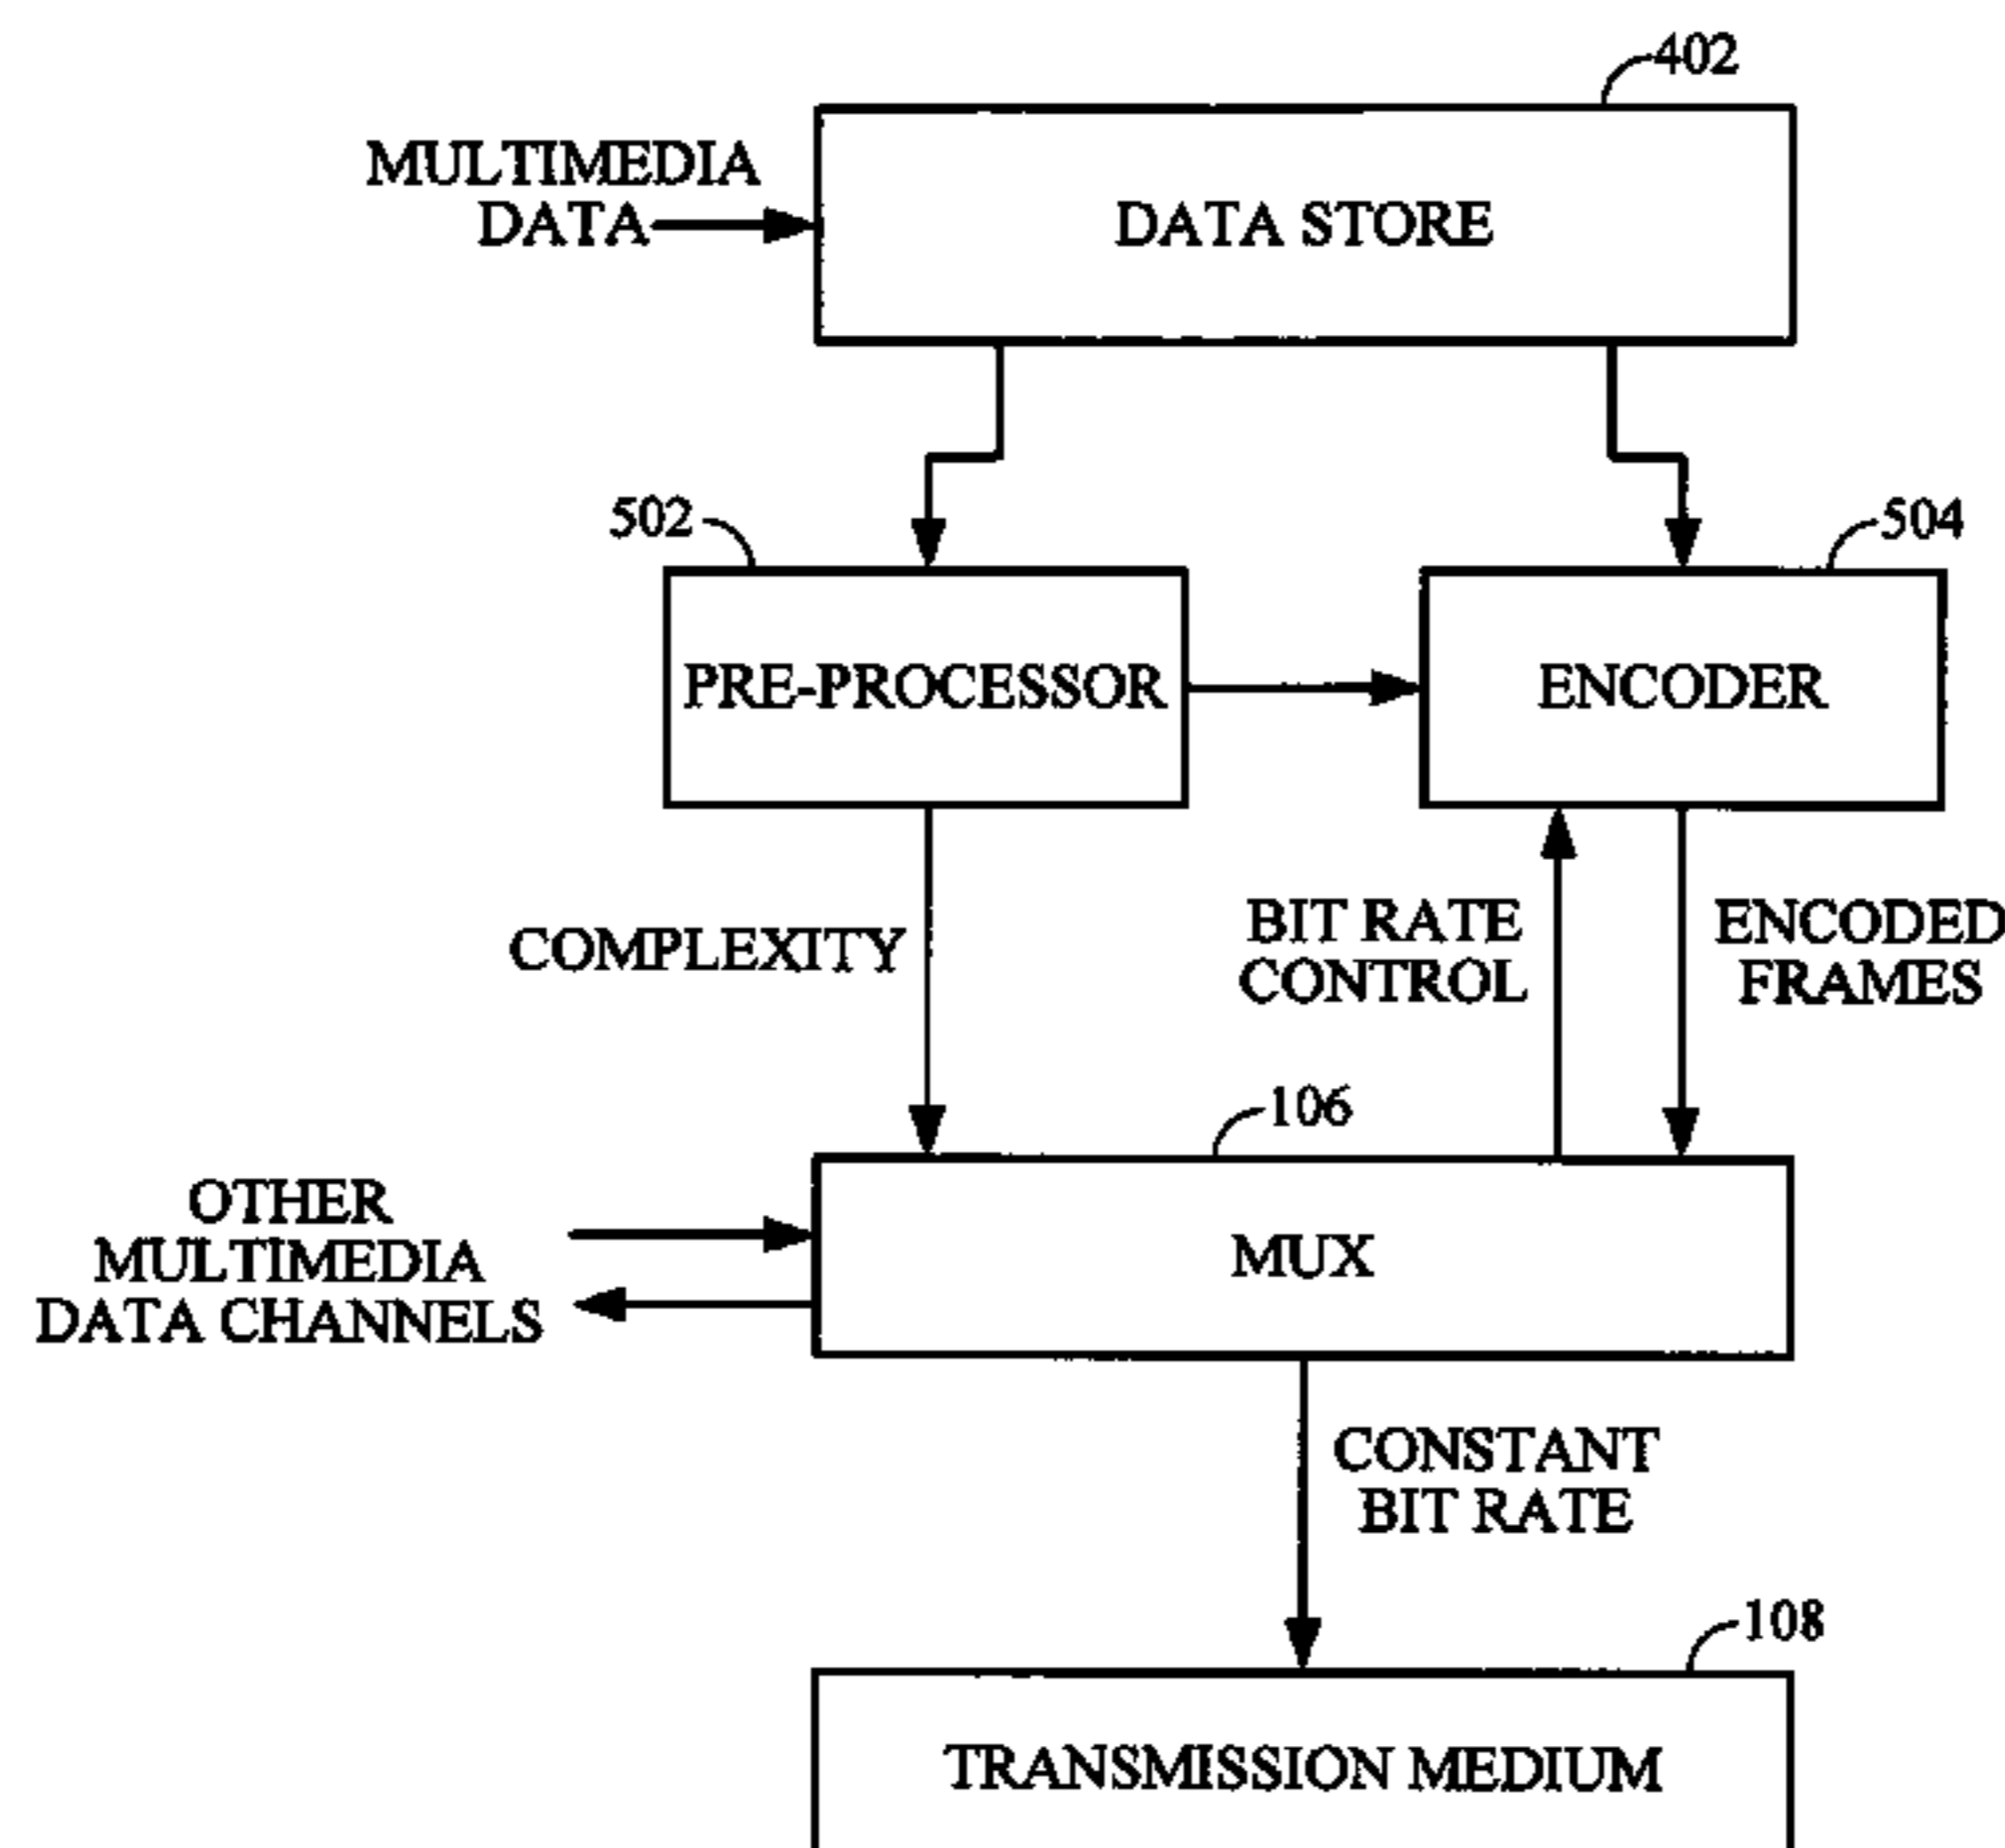 402
MULTIMEDIA
DATA
DATA STORE
502
504
PRE-PROCESSOR
ENCODER
COMPLEXITY
BIT RATE
CONTROL
ENCODED
FRAMES
106
OTHER
MULTIMEDIA
DATA CHANNELS
MUX
CONSTANT
BIT RATE
108
TRANSMISSION MEDIUM